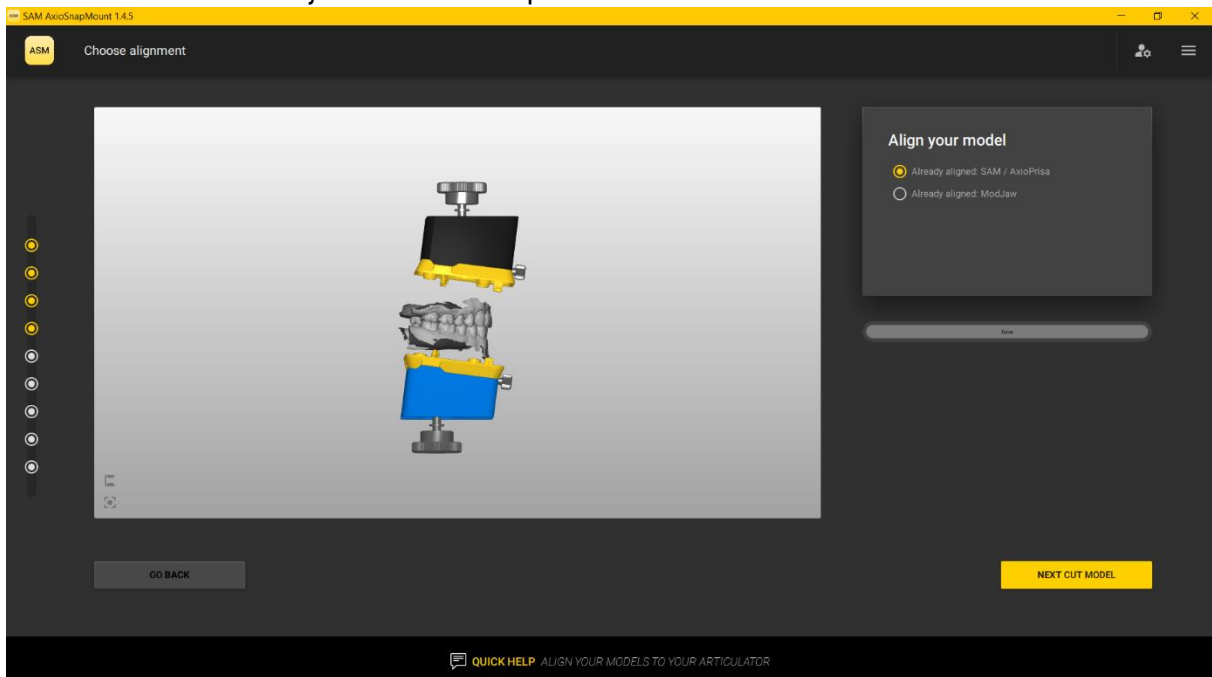 SAM AxioSnapMount 1.4.5
ASM
Choose alignment
Align your model
Already aligned: SAM / AxioPrisa
Already aligned: ModJaw
Done
GO BACK
NEXT CUT MODEL
QUICK HELP ALIGN YOUR MODELS TO YOUR ARTICULATOR